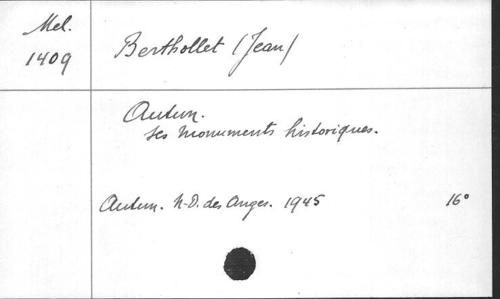 Mel.
1409
Berthollet (Jean)
Autun.
Ses monuments historiques.
Autun. N-D. des Anges. 1945 16°